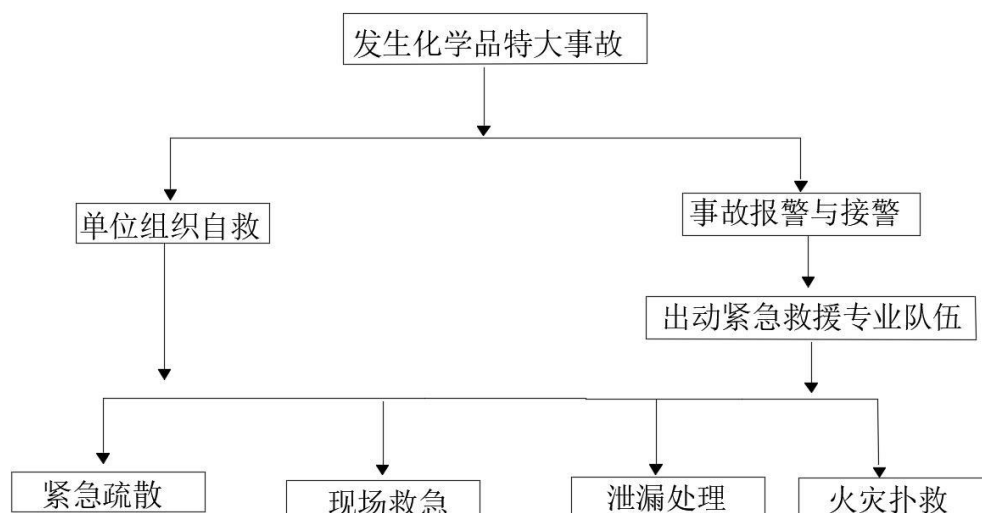 发生化学品特大事故
单位组织自救
事故报警与接警
出动紧急救援专业队伍
紧急疏散
现场救急
泄漏处理
火灾扑救